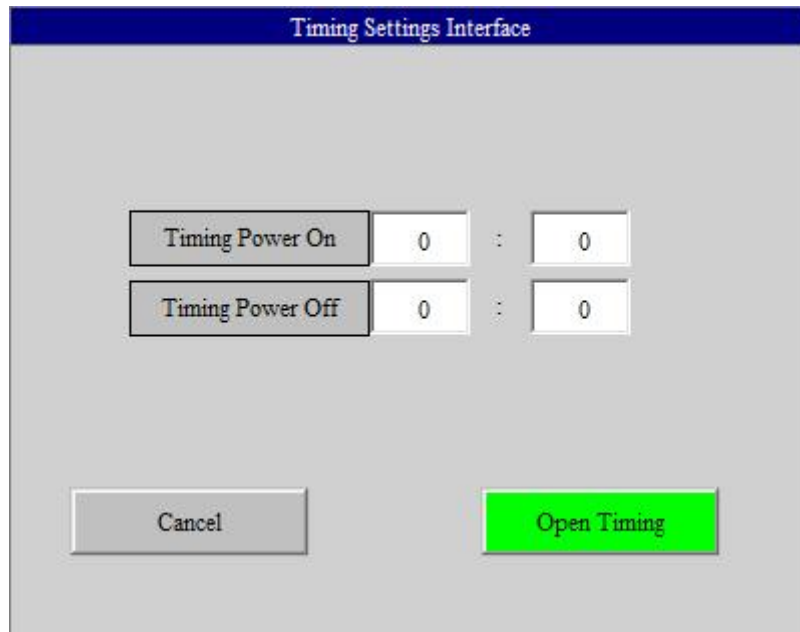 Timing Settings Interface
Timing Power On 0 : 0
Timing Power Off 0 : 0
Cancel Open Timing